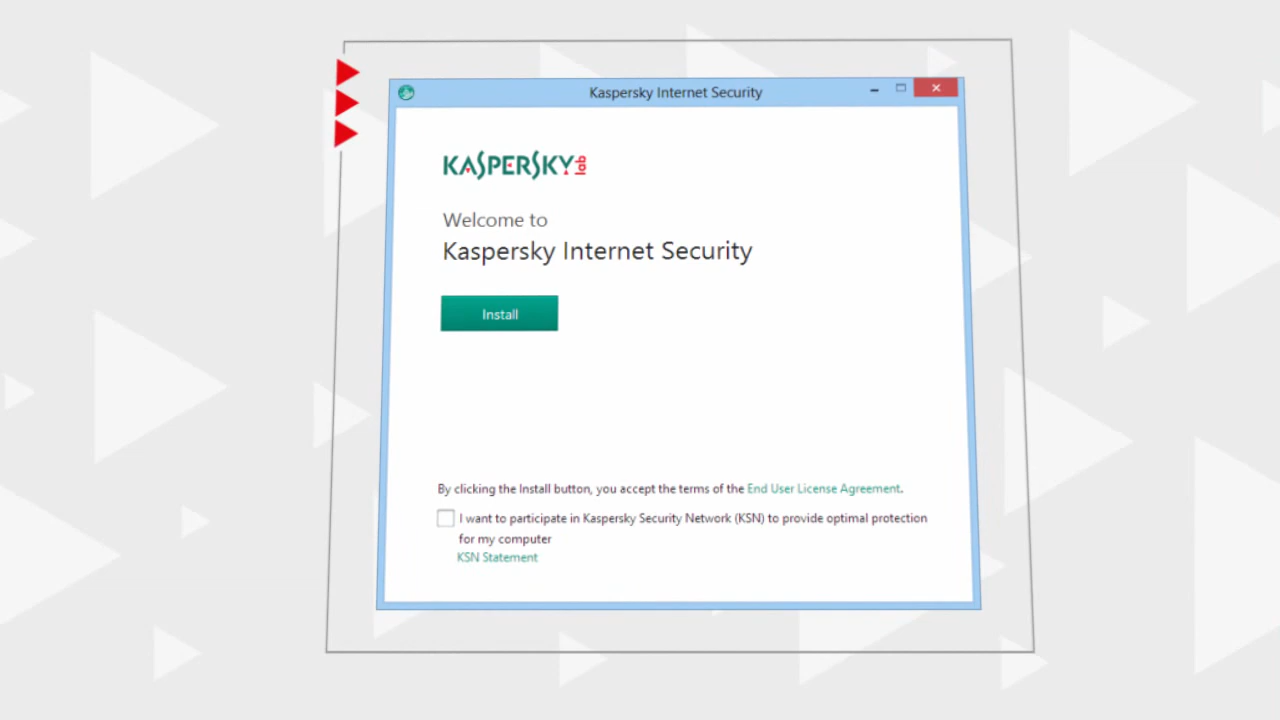 Kaspersky Internet Security
KASPERSKY lab
Welcome to
Kaspersky Internet Security
Install
By clicking the Install button, you accept the terms of the End User License Agreement.
I want to participate in Kaspersky Security Network (KSN) to provide optimal protection
for my computer
KSN Statement